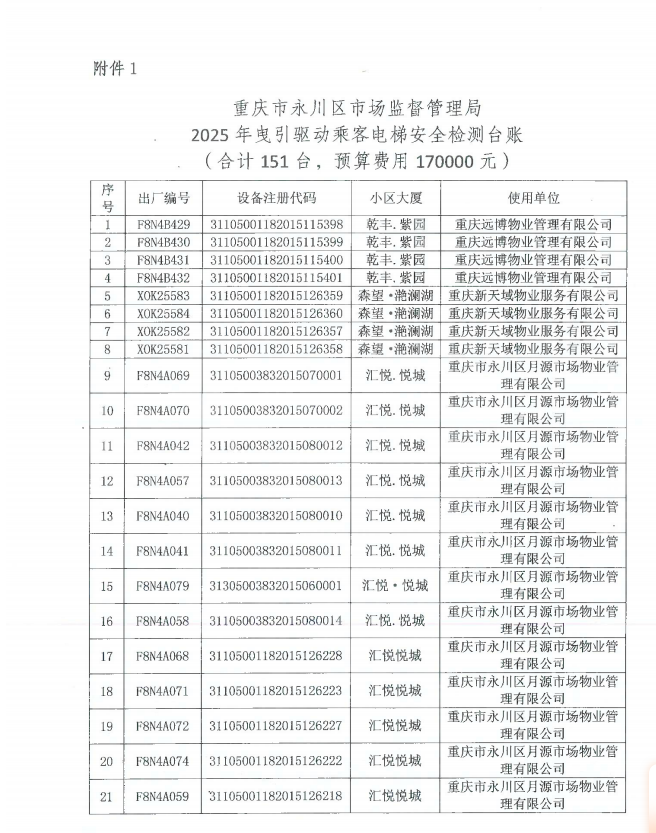 附件 1
重庆市永川区市场监督管理局
2025 年曳引驱动乘客电梯安全检测台账
（合计 151 台，预算费用 170000 元）
序号 出厂编号 设备注册代码 小区大厦 使用单位
1 F8N4B429 31105001182015115398 乾丰.紫园 重庆远博物业管理有限公司
2 F8N4B430 31105001182015115399 乾丰.紫园 重庆远博物业管理有限公司
3 F8N4B431 31105001182015115400 乾丰.紫园 重庆远博物业管理有限公司
4 F8N4B432 31105001182015115401 乾丰.紫园 重庆远博物业管理有限公司
5 XOK25583 31105001182015126359 森望•滟澜湖 重庆新天域物业服务有限公司
6 XOK25584 31105001182015126360 森望•滟澜湖 重庆新天域物业服务有限公司
7 XOK25582 31105001182015126357 森望•滟澜湖 重庆新天域物业服务有限公司
8 XOK25581 31105001182015126358 森望•滟澜湖 重庆新天域物业服务有限公司
9 F8N4A069 31105003832015070001 汇悦.悦城 重庆市永川区月源市场物业管理有限公司
10 F8N4A070 31105003832015070002 汇悦.悦城 重庆市永川区月源市场物业管理有限公司
11 F8N4A042 31105003832015080012 汇悦.悦城 重庆市永川区月源市场物业管理有限公司
12 F8N4A057 31105003832015080013 汇悦.悦城 重庆市永川区月源市场物业管理有限公司
13 F8N4A040 31105003832015080010 汇悦.悦城 重庆市永川区月源市场物业管理有限公司
14 F8N4A041 31105003832015080011 汇悦.悦城 重庆市永川区月源市场物业管理有限公司
15 F8N4A079 31305003832015060001 汇悦•悦城 重庆市永川区月源市场物业管理有限公司
16 F8N4A058 31105003832015080014 汇悦.悦城 重庆市永川区月源市场物业管理有限公司
17 F8N4A068 31105001182015126228 汇悦悦城 重庆市永川区月源市场物业管理有限公司
18 F8N4A071 31105001182015126223 汇悦悦城 重庆市永川区月源市场物业管理有限公司
19 F8N4A072 31105001182015126227 汇悦悦城 重庆市永川区月源市场物业管理有限公司
20 F8N4A074 31105001182015126222 汇悦悦城 重庆市永川区月源市场物业管理有限公司
21 F8N4A059 31105001182015126218 汇悦悦城 重庆市永川区月源市场物业管理有限公司